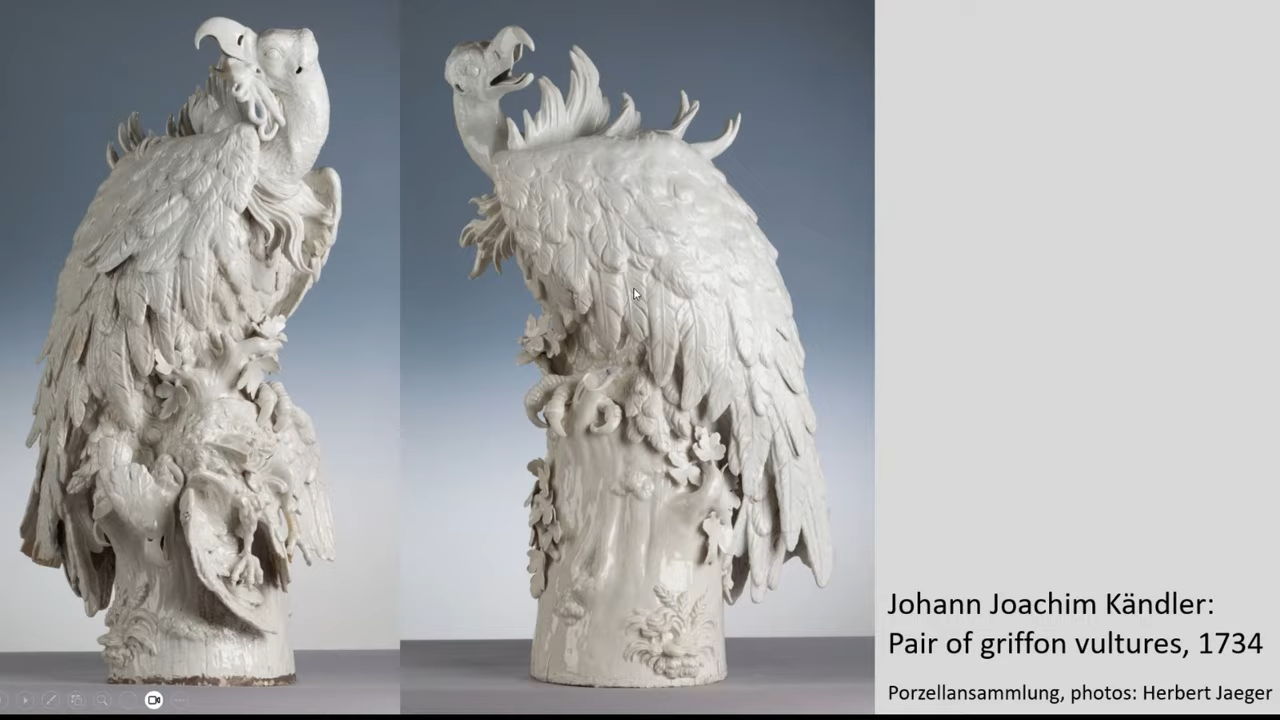 Johann Joachim Kändler:
Pair of griffon vultures, 1734
Porzellansammlung, photos: Herbert Jaeger